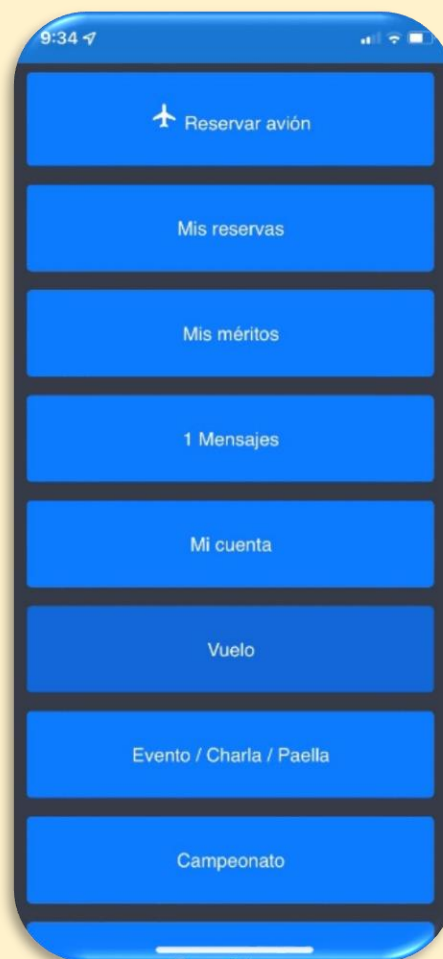 9:34
Reservar avión
Mis reservas
Mis méritos
1 Mensajes
Mi cuenta
Vuelo
Evento / Charla / Paella
Campeonato